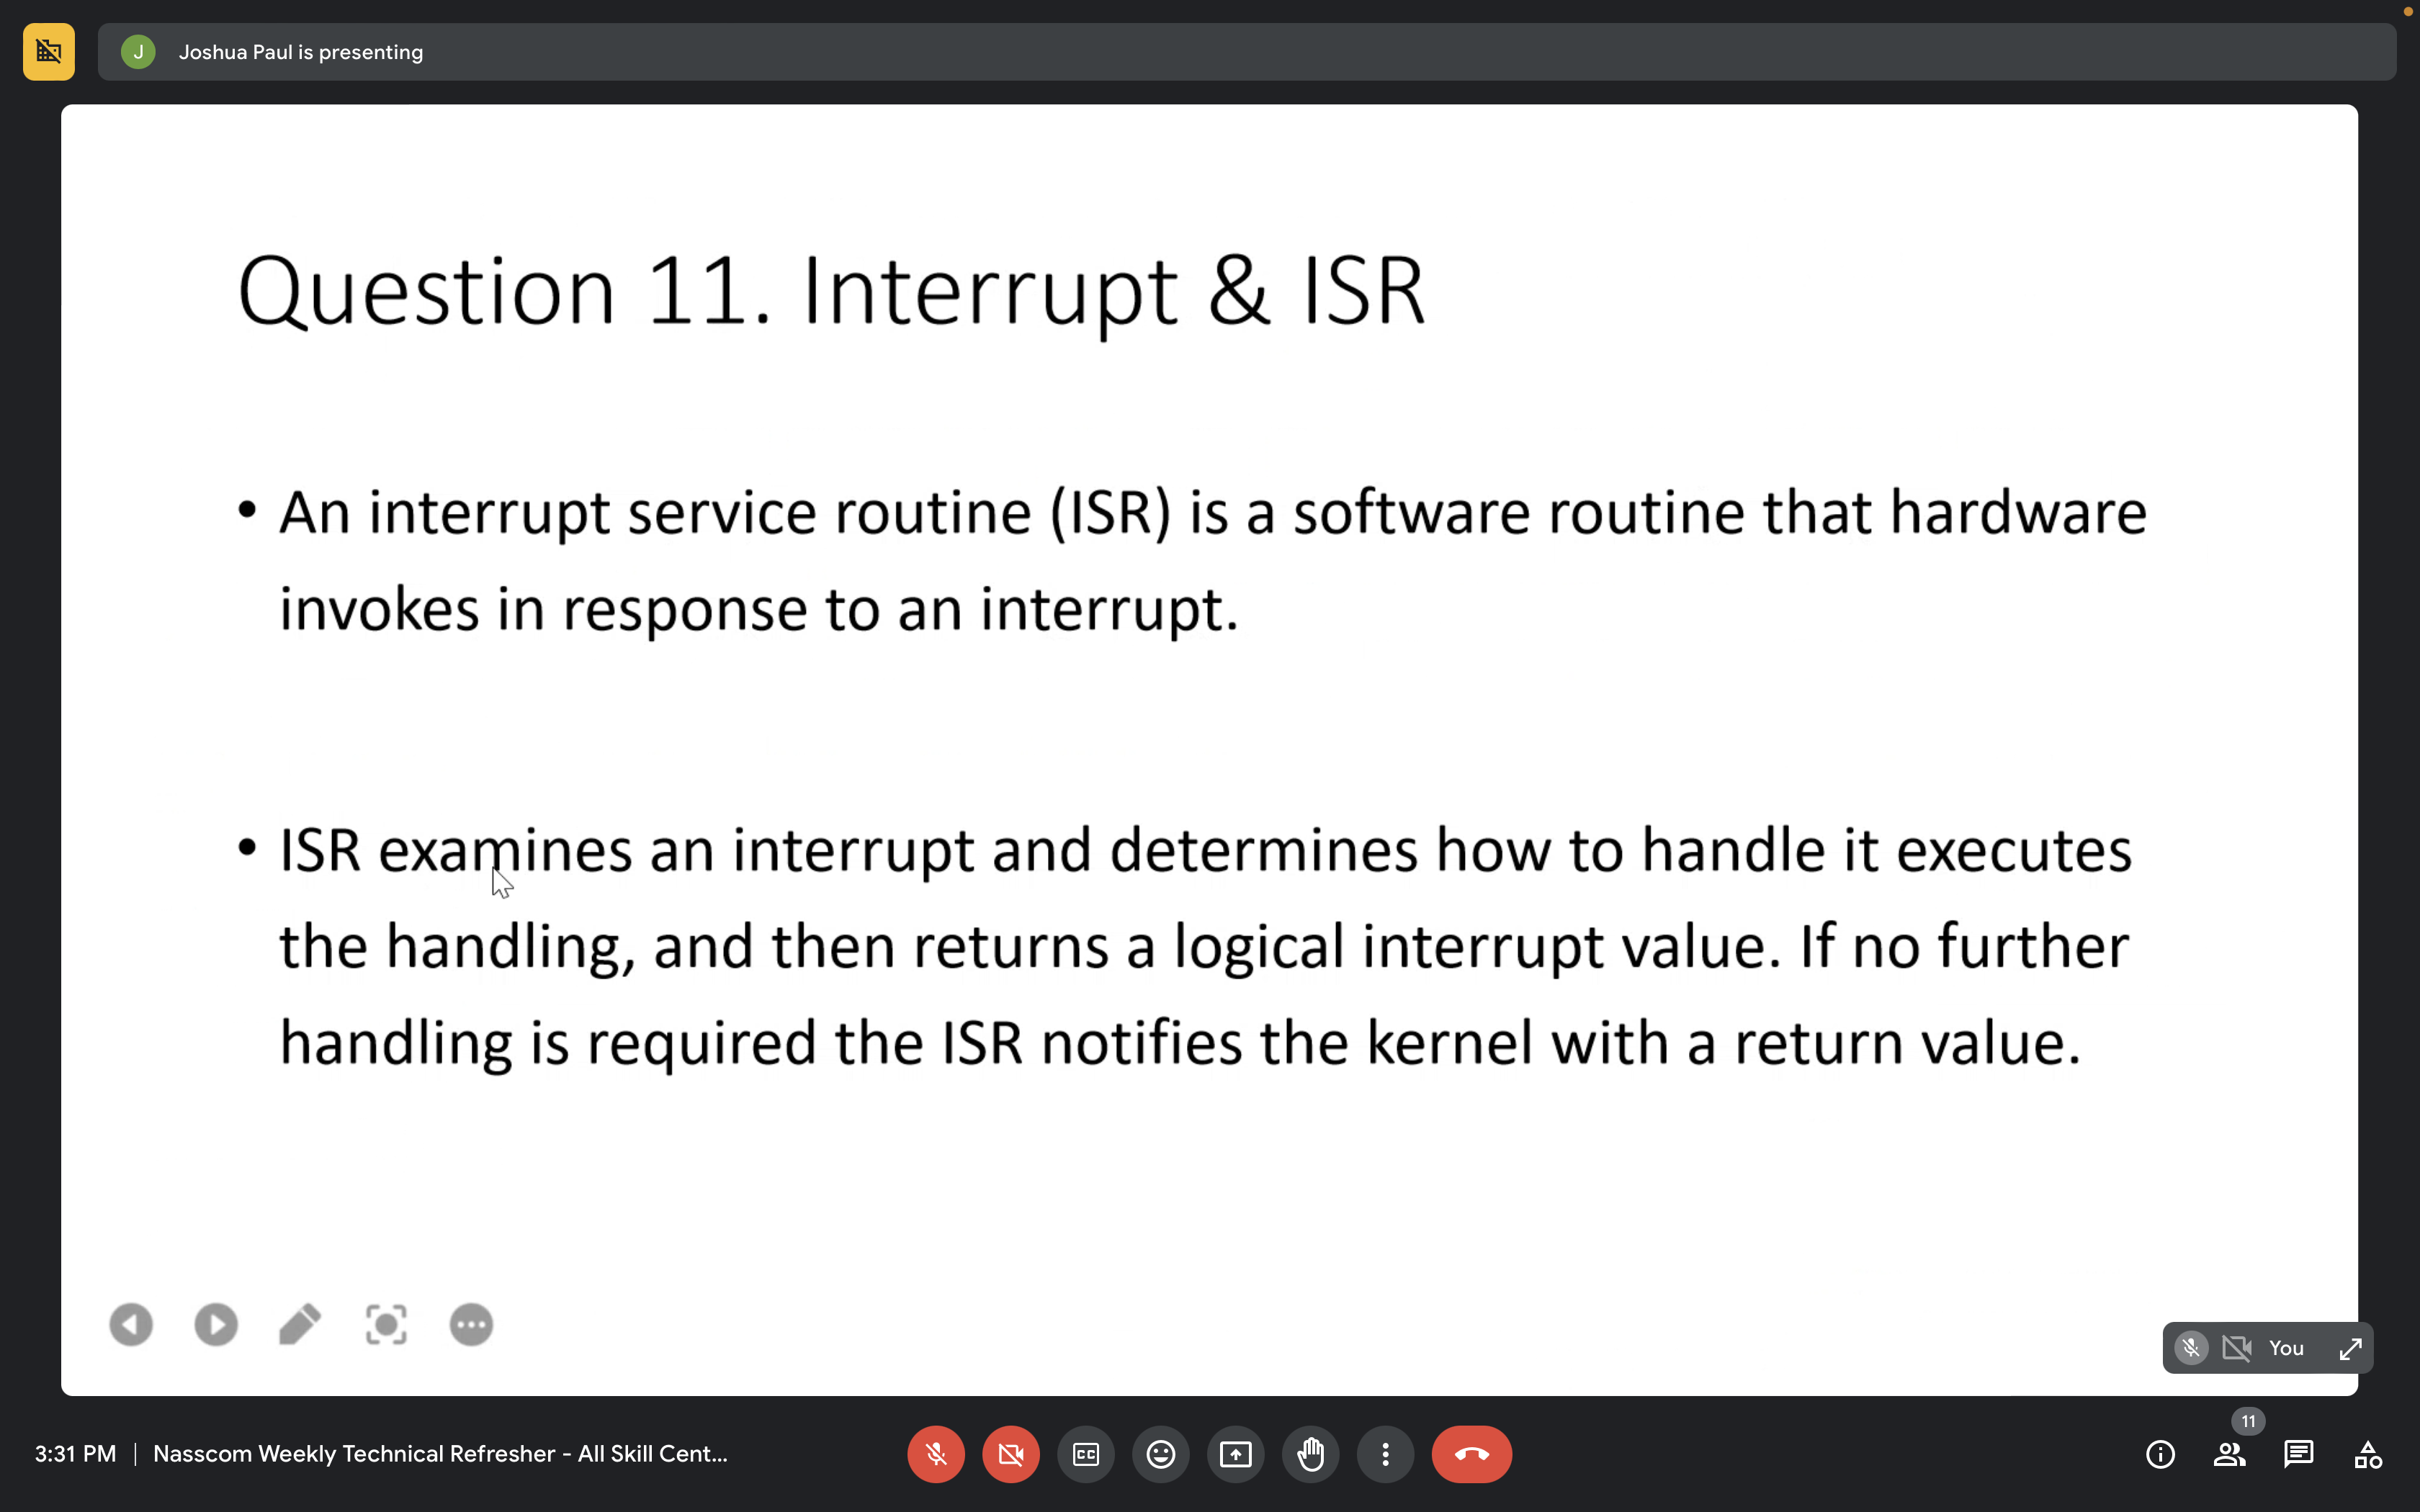 J Joshua Paul is presenting
Question 11. Interrupt & ISR
• An interrupt service routine (ISR) is a software routine that hardware
invokes in response to an interrupt.
• ISR examines an interrupt and determines how to handle it executes
the handling, and then returns a logical interrupt value. If no further
handling is required the ISR notifies the kernel with a return value.
You
11
3:31 PM | Nasscom Weekly Technical Refresher - All Skill Cent...
CC